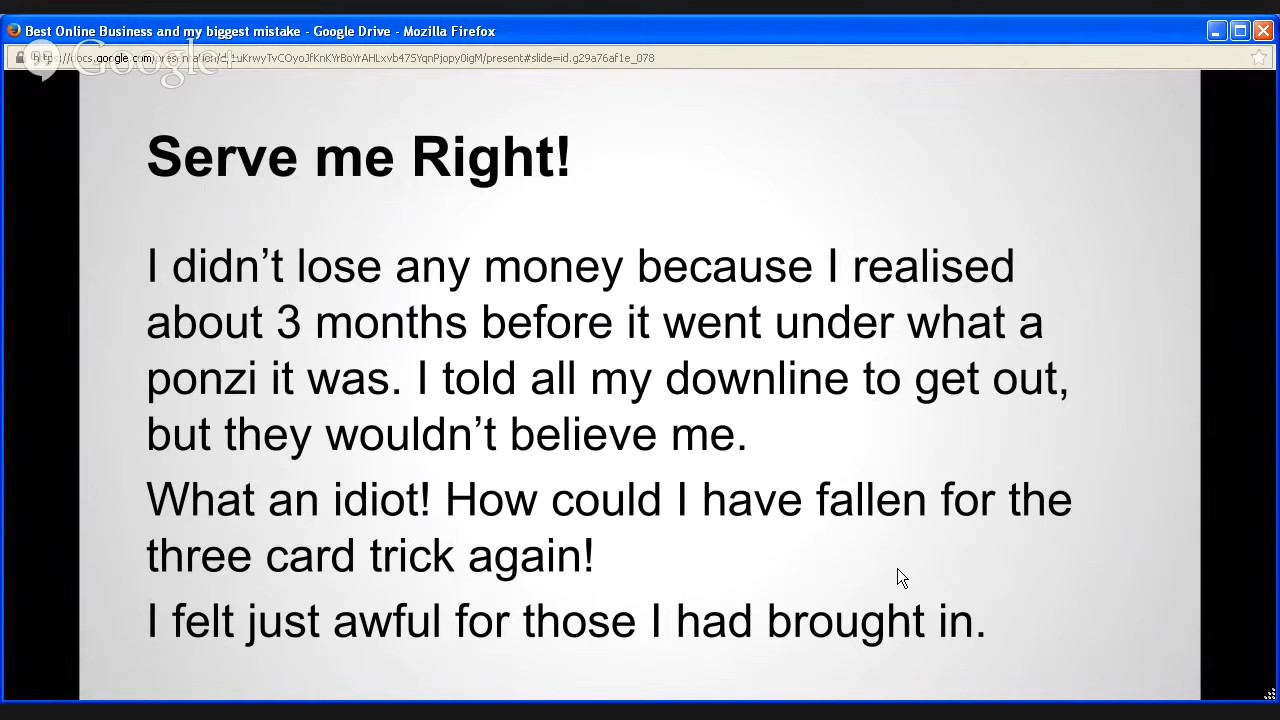 Best Online Business and my biggest mistake - Google Drive - Mozilla Firefox
Google+
Serve me Right!
I didn’t lose any money because I realised
about 3 months before it went under what a
ponzi it was. I told all my downline to get out,
but they wouldn’t believe me.
What an idiot! How could I have fallen for the
three card trick again!
I felt just awful for those I had brought in.